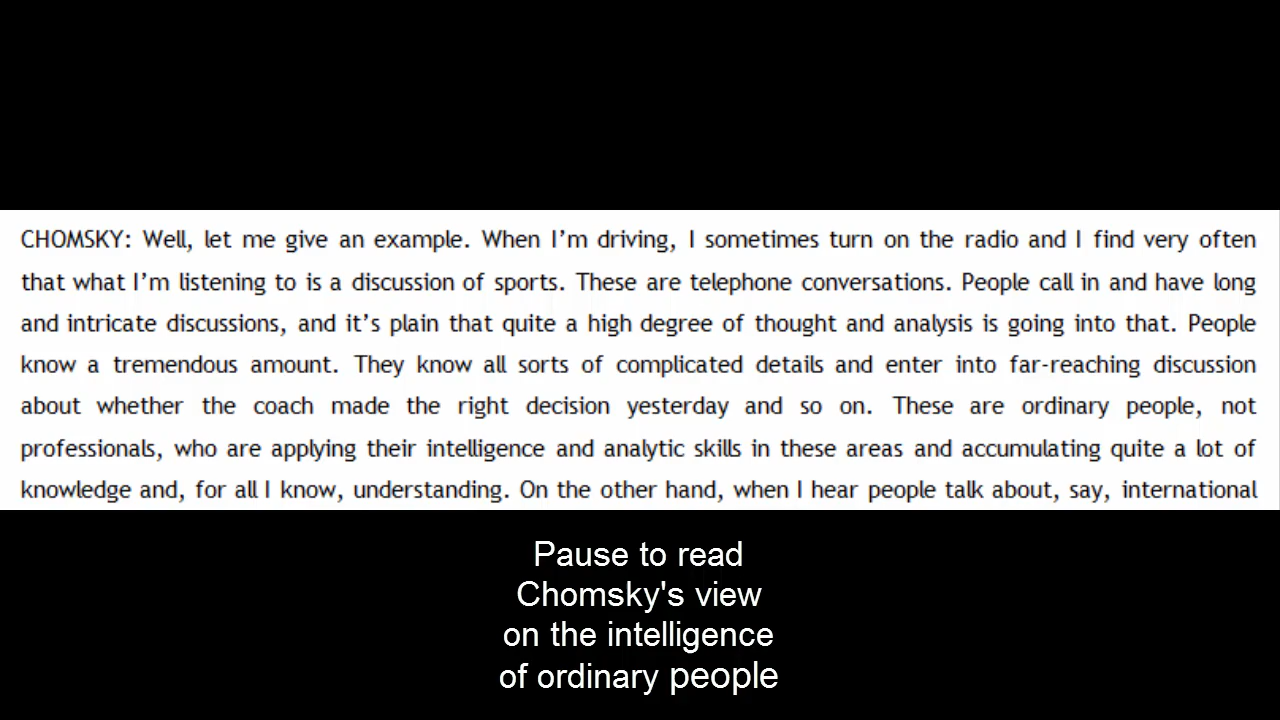 CHOMSKY: Well, let me give an example. When I’m driving, I sometimes turn on the radio and I find very often
that what I’m listening to is a discussion of sports. These are telephone conversations. People call in and have long
and intricate discussions, and it’s plain that quite a high degree of thought and analysis is going into that. People
know a tremendous amount. They know all sorts of complicated details and enter into far-reaching discussion
about whether the coach made the right decision yesterday and so on. These are ordinary people, not
professionals, who are applying their intelligence and analytic skills in these areas and accumulating quite a lot of
knowledge and, for all I know, understanding. On the other hand, when I hear people talk about, say, international
Pause to read
Chomsky's view
on the intelligence
of ordinary people